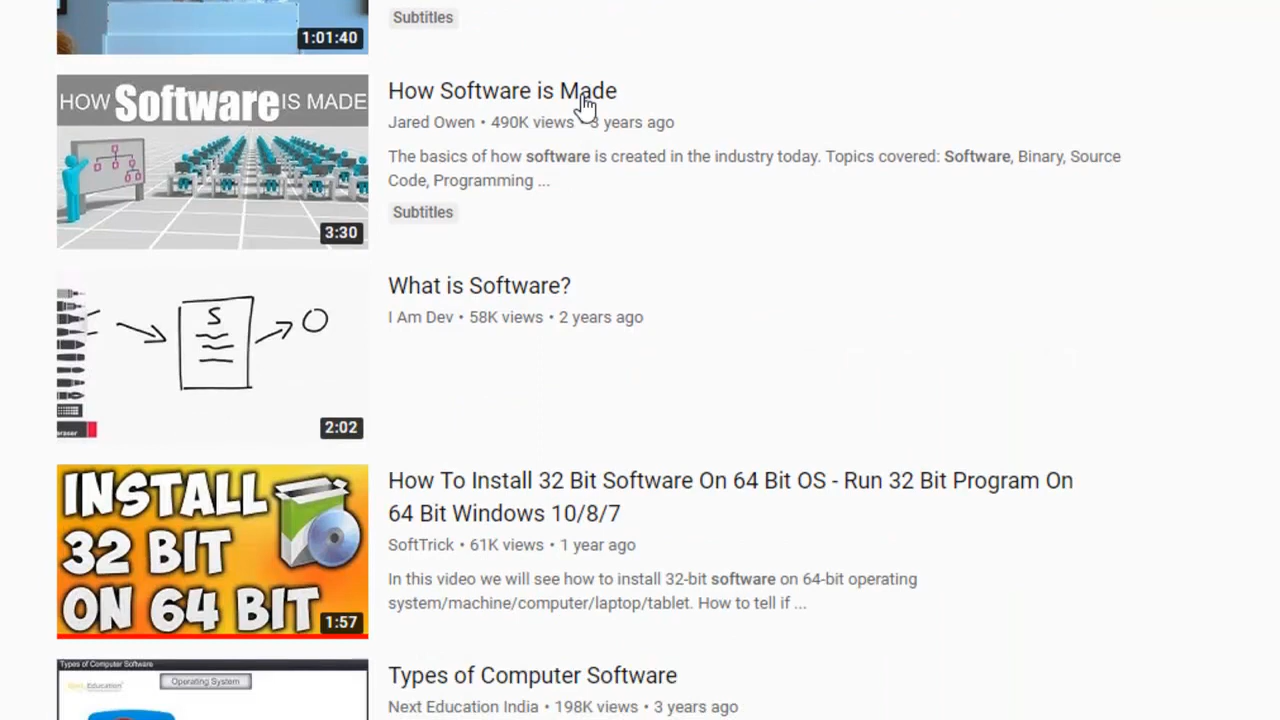 Subtitles
1:01:40
HOW Software IS MADE
3:30
How Software is Made
Jared Owen • 490K views • 3 years ago
The basics of how software is created in the industry today. Topics covered: Software, Binary, Source
Code, Programming ...
Subtitles
S
2:02
What is Software?
I Am Dev • 58K views • 2 years ago
INSTALL
32 BIT
ON 64 BIT
1:57
How To Install 32 Bit Software On 64 Bit OS - Run 32 Bit Program On
64 Bit Windows 10/8/7
SoftTrick • 61K views • 1 year ago
In this video we will see how to install 32-bit software on 64-bit operating
system/machine/computer/laptop/tablet. How to tell if ...
Types of Computer Software
Education
Operating System
Types of Computer Software
Next Education India • 198K views • 3 years ago